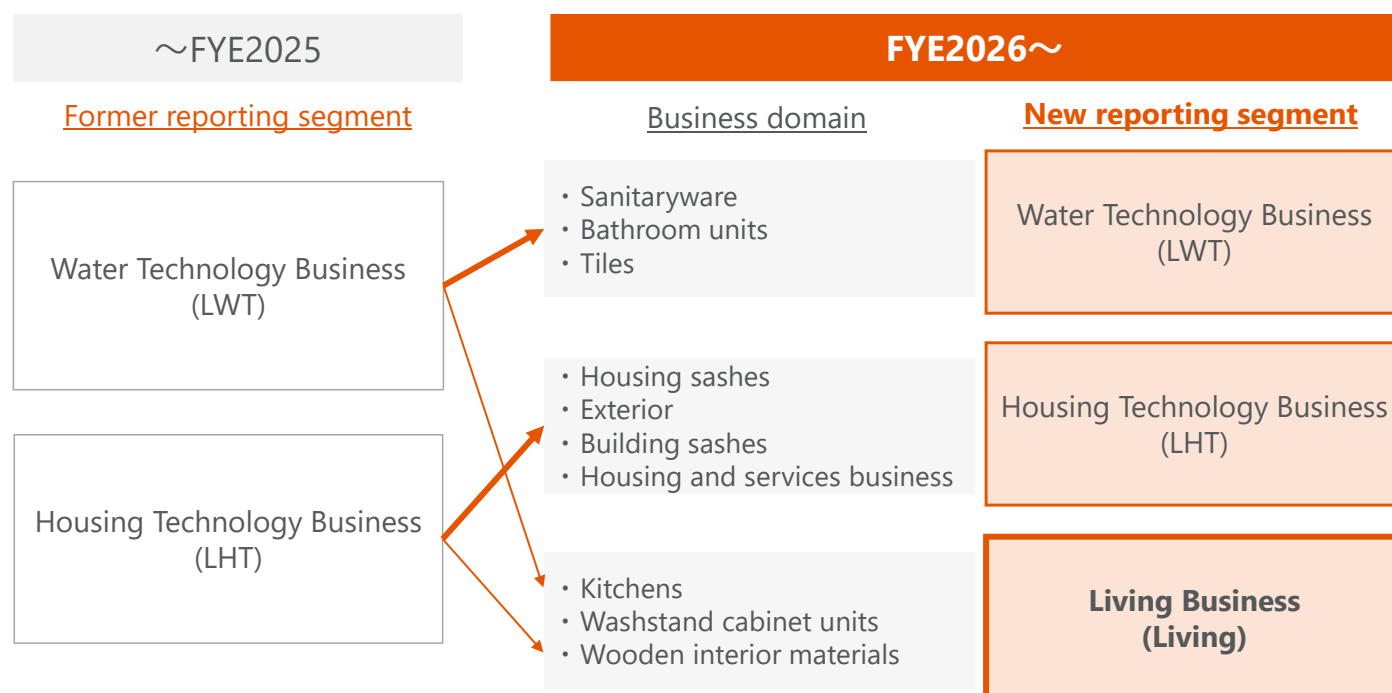 ～FYE2025
FYE2026～
Former reporting segment
Business domain
New reporting segment
Water Technology Business
(LWT)
・Sanitaryware
・Bathroom units
・Tiles
Water Technology Business
(LWT)
Housing Technology Business
(LHT)
・Housing sashes
・Exterior
・Building sashes
・Housing and services business
Housing Technology Business
(LHT)
・Kitchens
・Washstand cabinet units
・Wooden interior materials
Living Business
(Living)